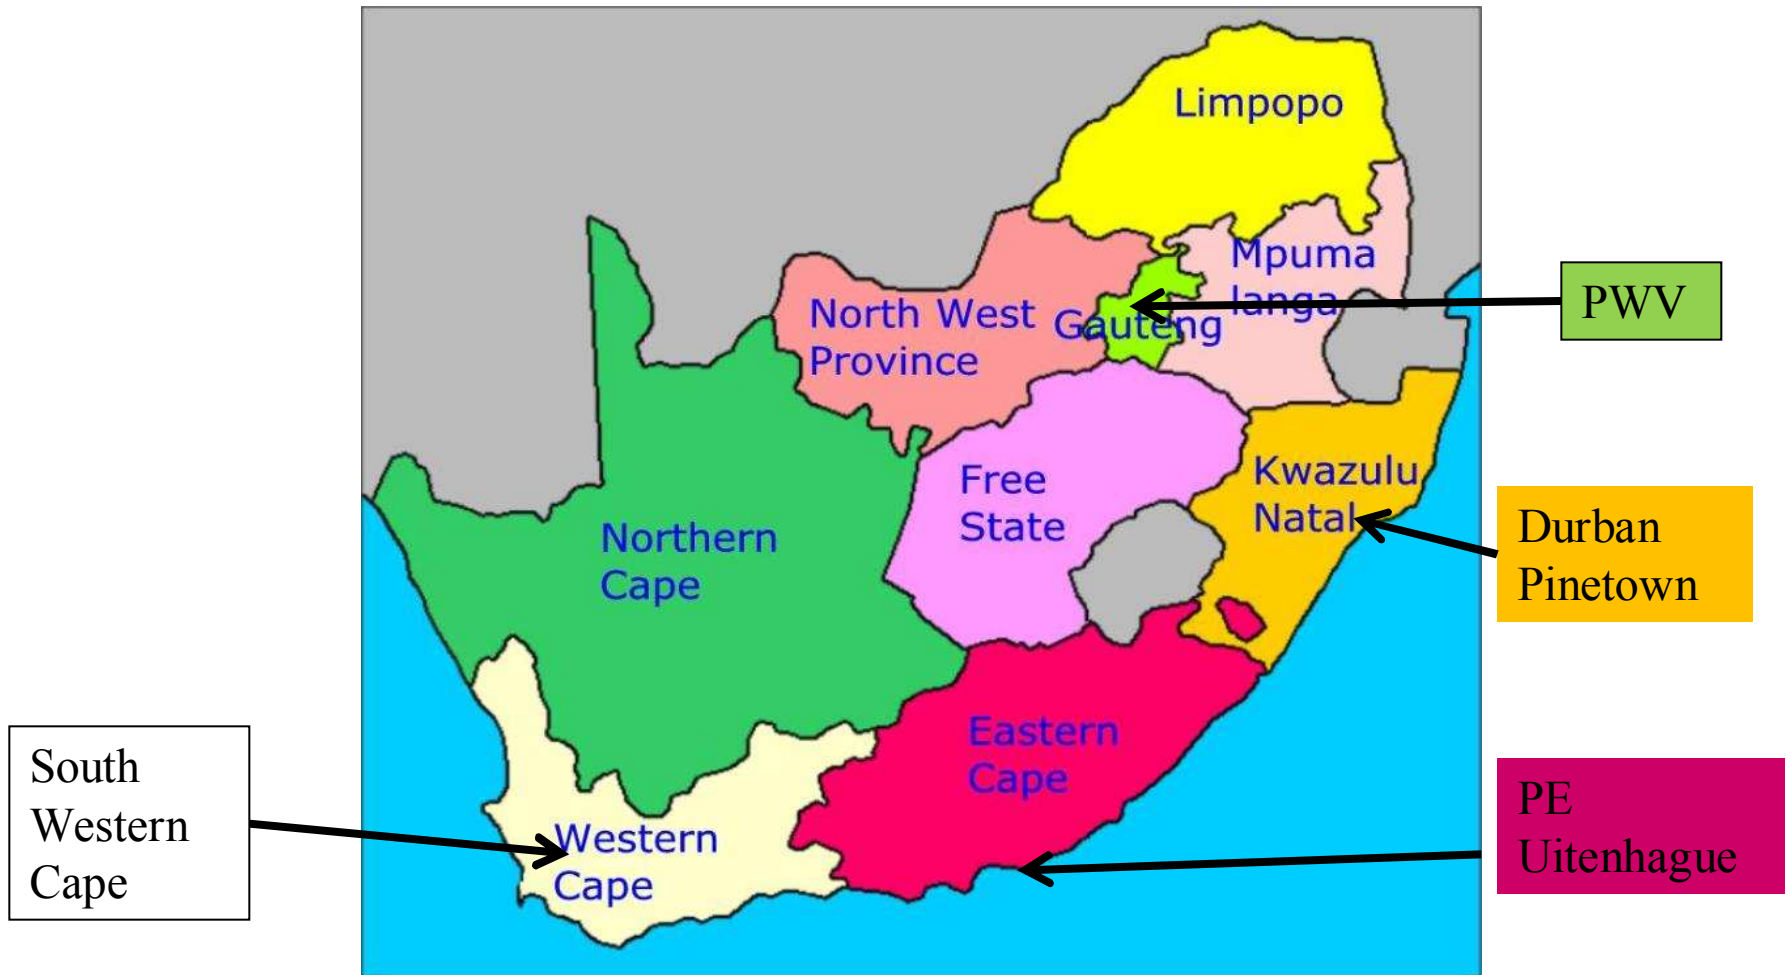 Limpopo
Mpuma
langa
PWV
North West
Province
Gauteng
Free
State
Kwazulu
Natal
Durban
Pinetown
Northern
Cape
Eastern
Cape
South
Western
Cape
Western
Cape
PE
Uitenhague